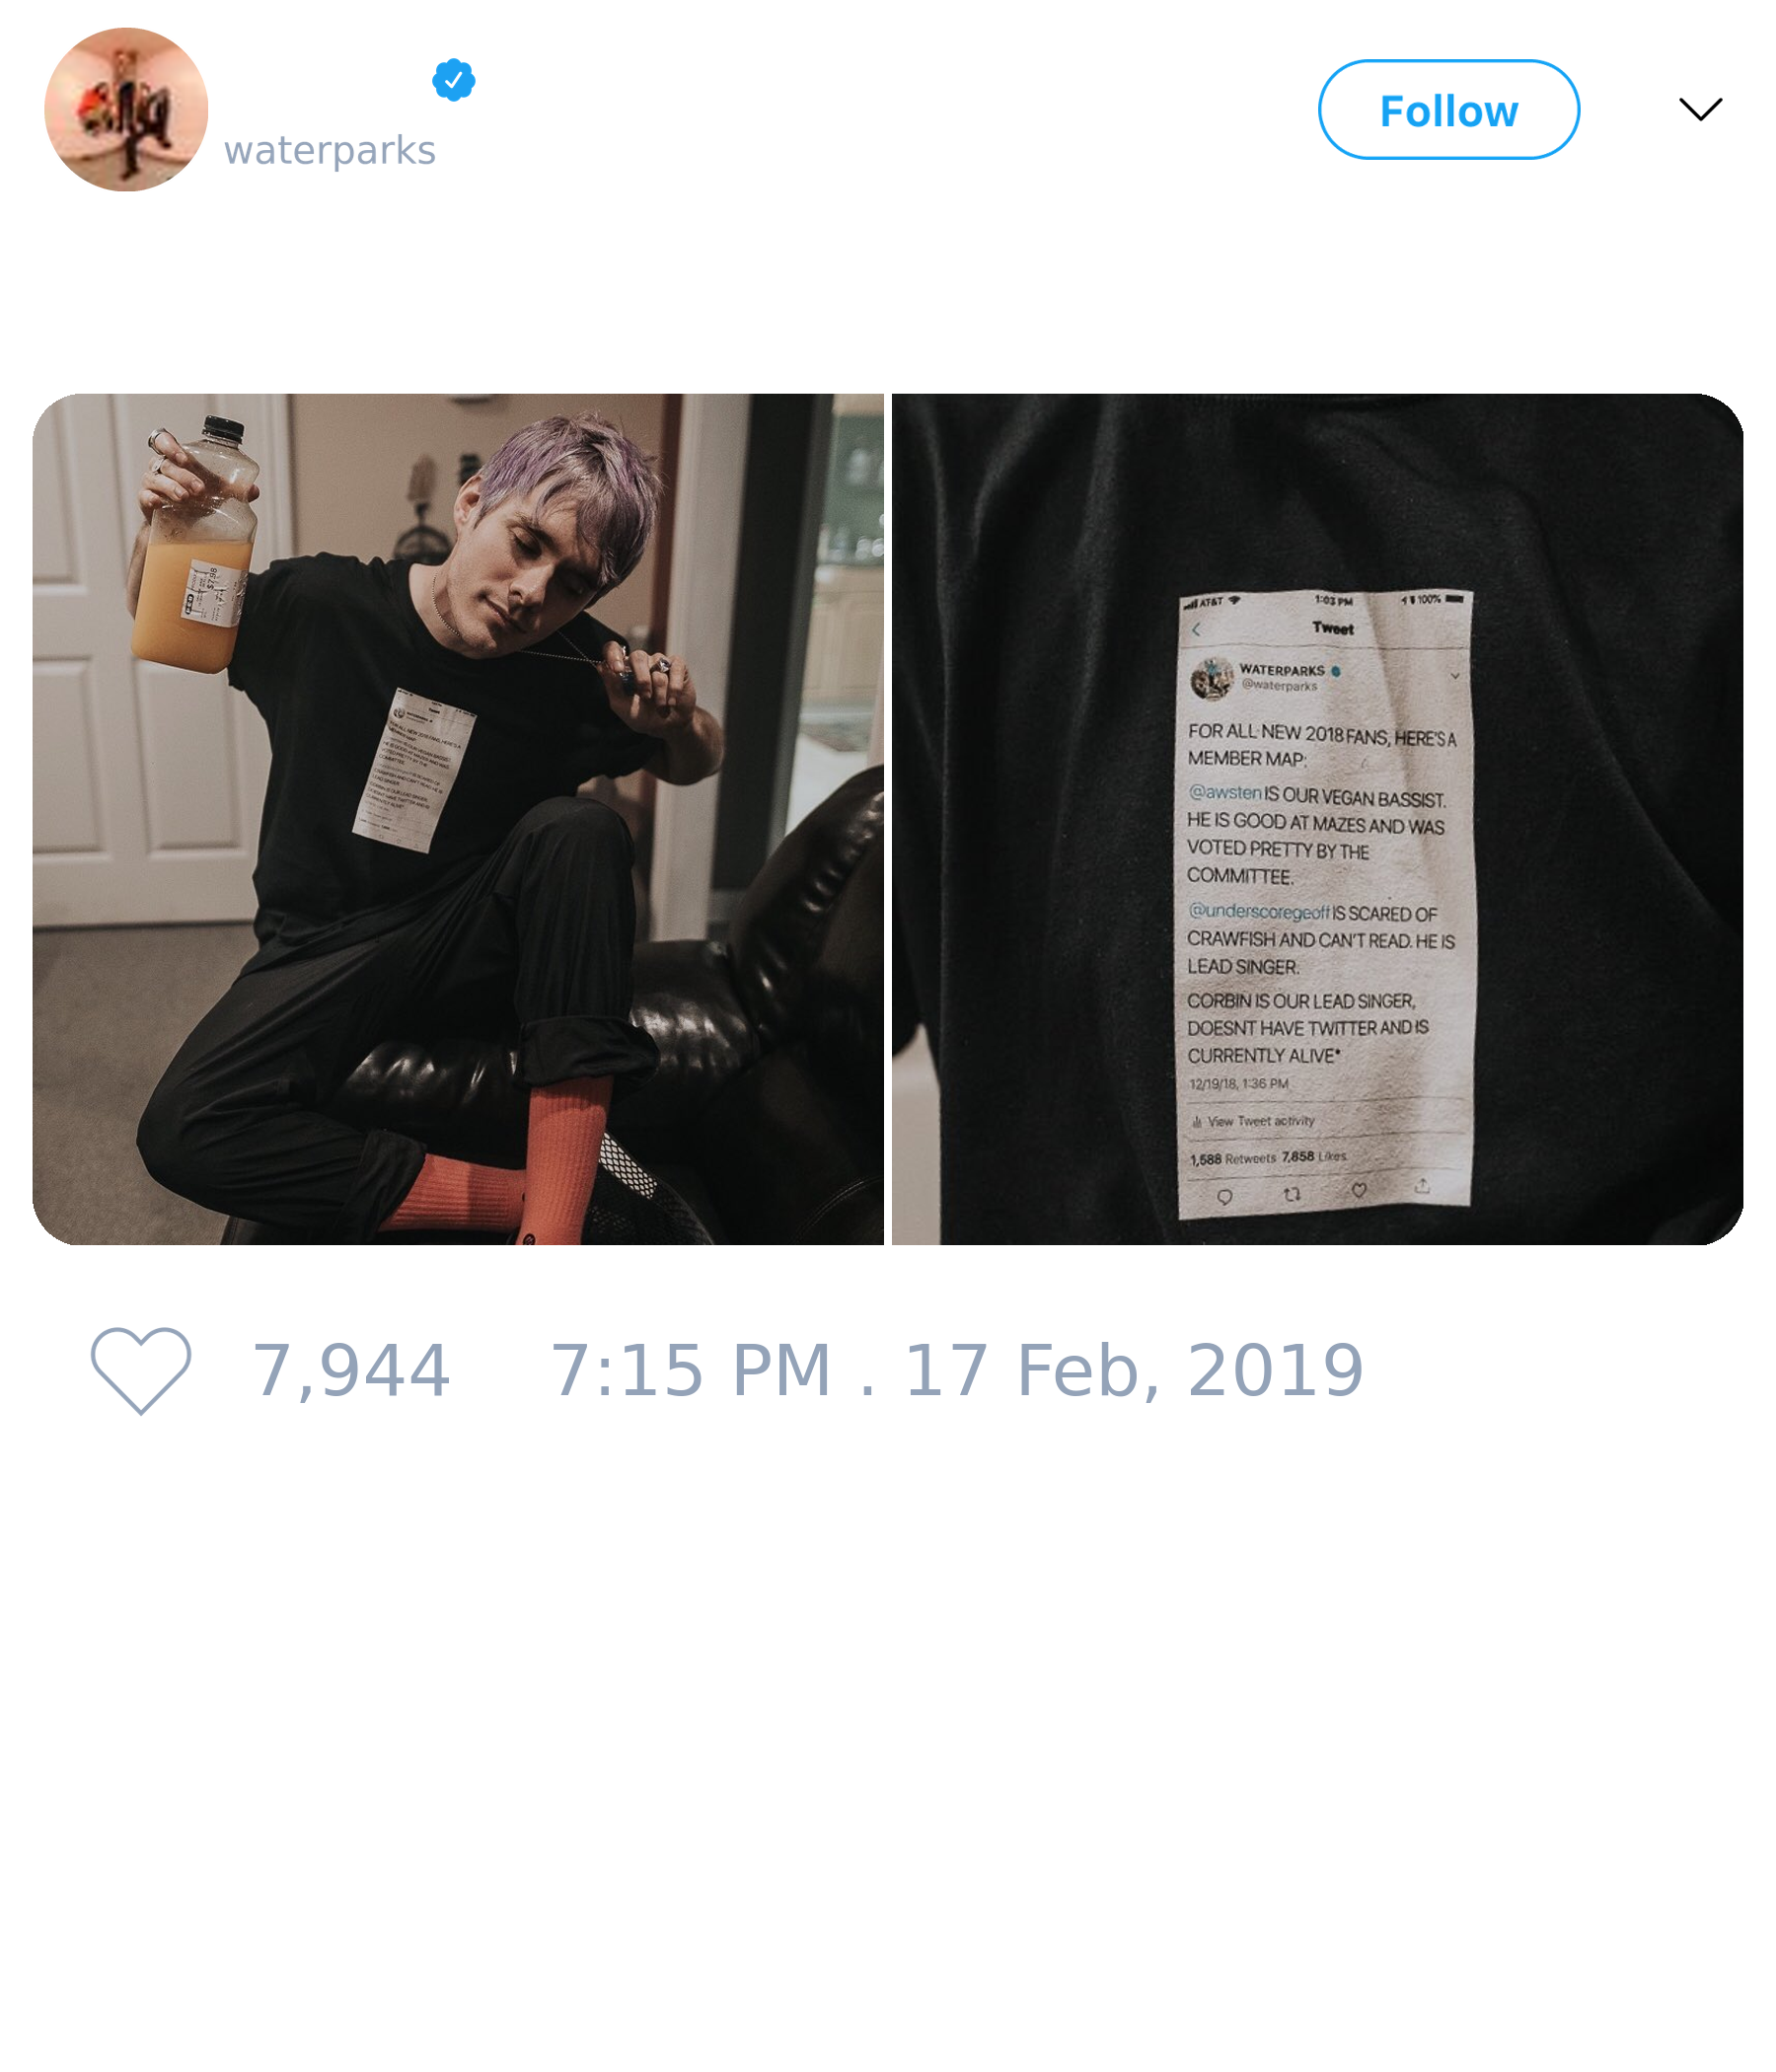 waterparks
Follow
$7.98
AT&T 1:03 PM 100%
Tweet
WATERPARKS
@waterparks
FOR ALL NEW 2018 FANS, HERE'S A
MEMBER MAP:
@awsten IS OUR VEGAN BASSIST.
HE IS GOOD AT MAZES AND WAS
VOTED PRETTY BY THE
COMMITTEE.
@underscoregeoff IS SCARED OF
CRAWFISH AND CAN'T READ. HE IS
LEAD SINGER.
CORBIN IS OUR LEAD SINGER,
DOESNT HAVE TWITTER AND IS
CURRENTLY ALIVE*
12/19/18, 1:36 PM
View Tweet activity
1,588 Retweets 7,858 Likes
7,944 7:15 PM . 17 Feb, 2019